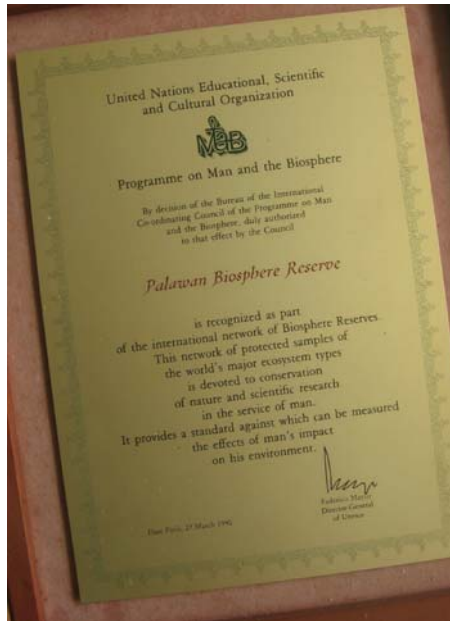 United Nations Educational, Scientific
and Cultural Organization
MAB
Programme on Man and the Biosphere
By decision of the Bureau of the International
Co-ordinating Council of the Programme on Man
and the Biosphere, duly authorized
to that effect by the Council
Palawan Biosphere Reserve
is recognized as part
of the international network of Biosphere Reserves.
This network of protected samples of
the world's major ecosystem types
is devoted to conservation
of nature and scientific research
in the service of man.
It provides a standard against which can be measured
the effects of man's impact
on his environment.
Federico Mayor
Director-General
of Unesco
Paris, March